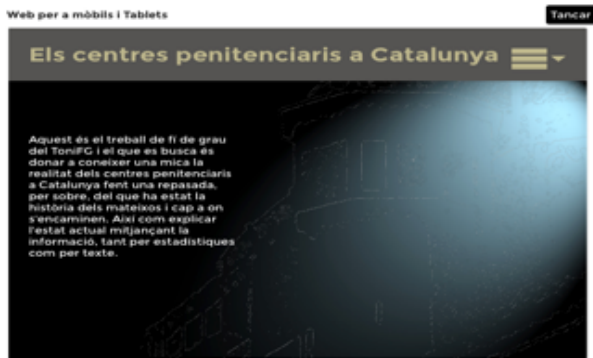 Web per a mòbils i Tablets
Tancar
Els centres penitenciaris a Catalunya
Aquest és el treball de fi de grau
del ToniFG i el que es busca és
donar a coneixer una mica la
realitat dels centres penitenciaris
a Catalunya fent una repasada,
per sobre, del que ha estat la
història dels mateixos i cap a on
s'encaminen. Així com explicar
l'estat actual mitjançant la
informació, tant per estadístiques
com per texte.